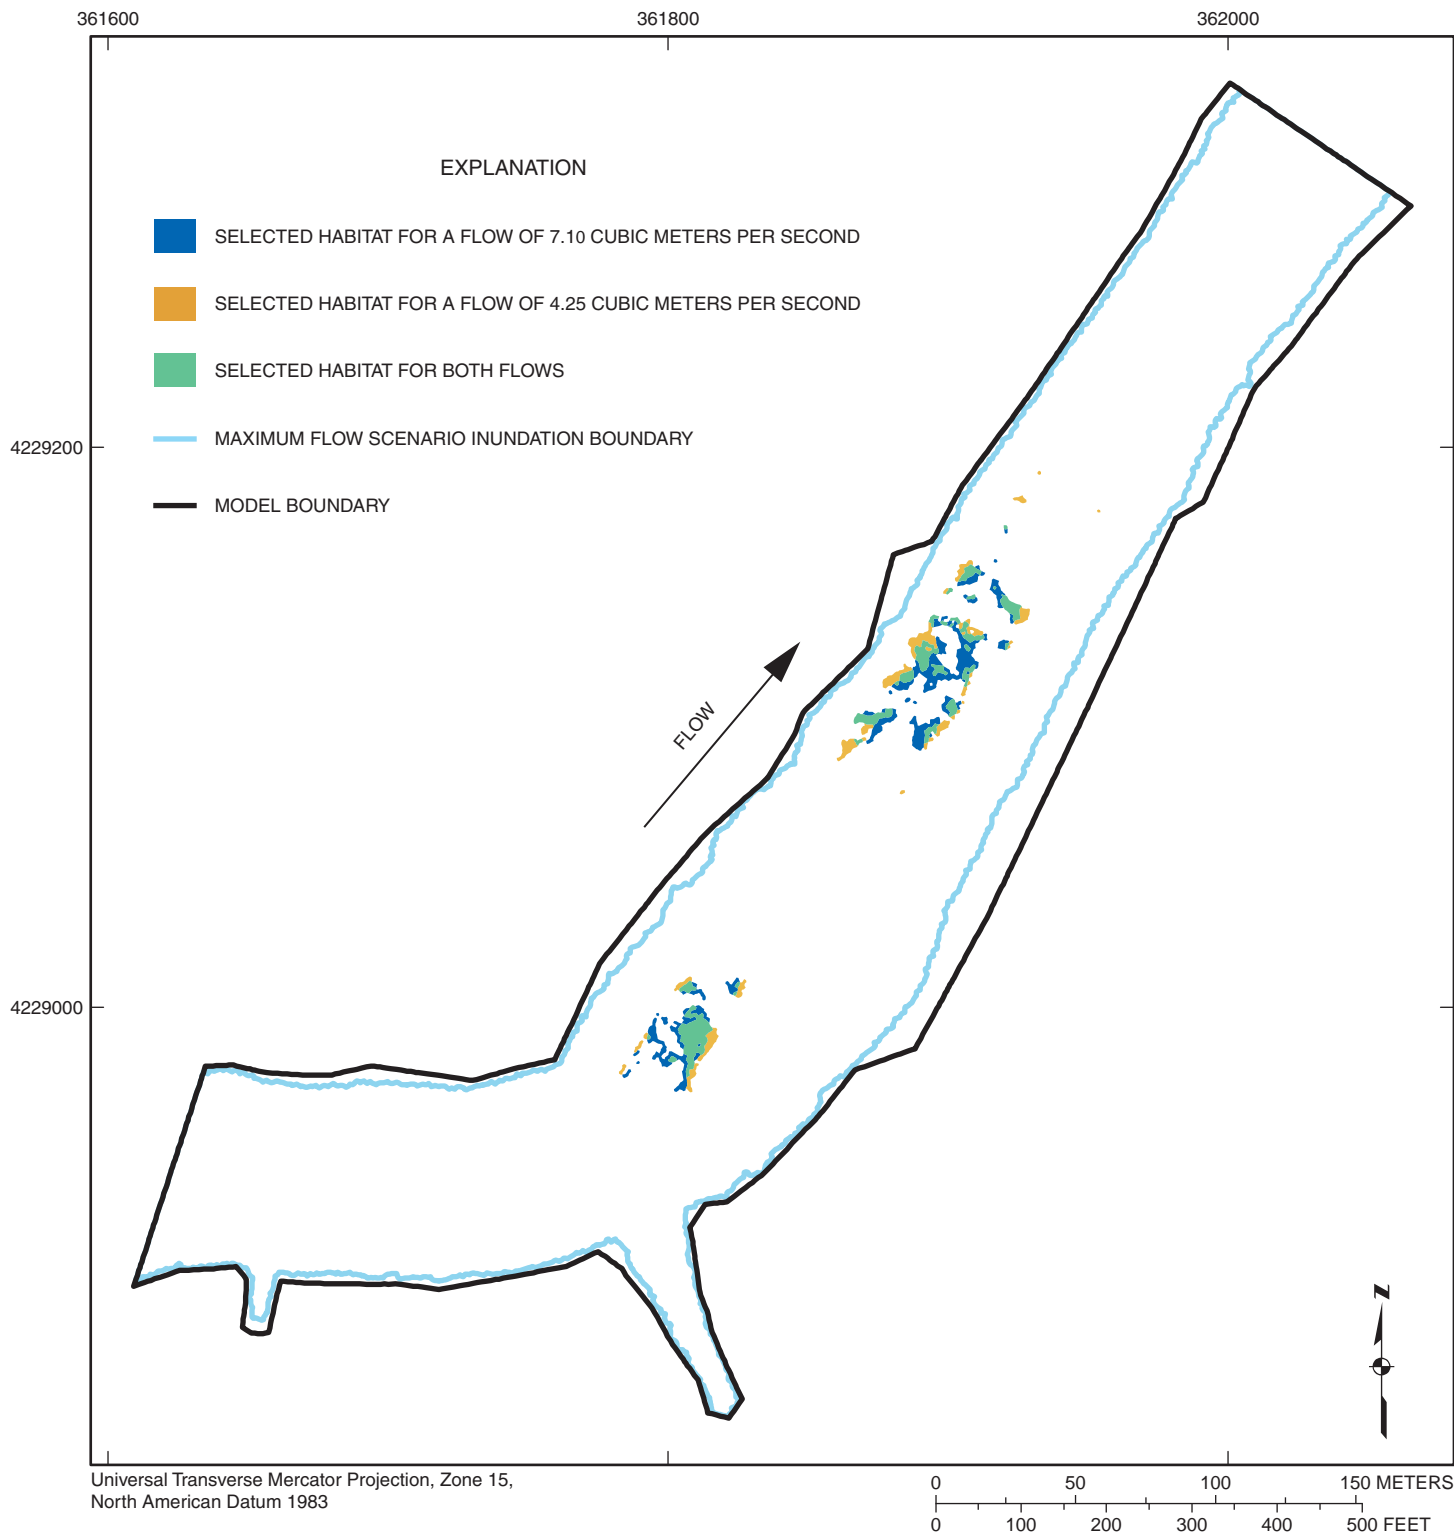 361600 361800 362000
EXPLANATION
SELECTED HABITAT FOR A FLOW OF 7.10 CUBIC METERS PER SECOND
SELECTED HABITAT FOR A FLOW OF 4.25 CUBIC METERS PER SECOND
SELECTED HABITAT FOR BOTH FLOWS
MAXIMUM FLOW SCENARIO INUNDATION BOUNDARY
4229200
MODEL BOUNDARY
FLOW
4229000
N
Universal Transverse Mercator Projection, Zone 15,
North American Datum 1983
0 50 100 150 METERS
0 100 200 300 400 500 FEET